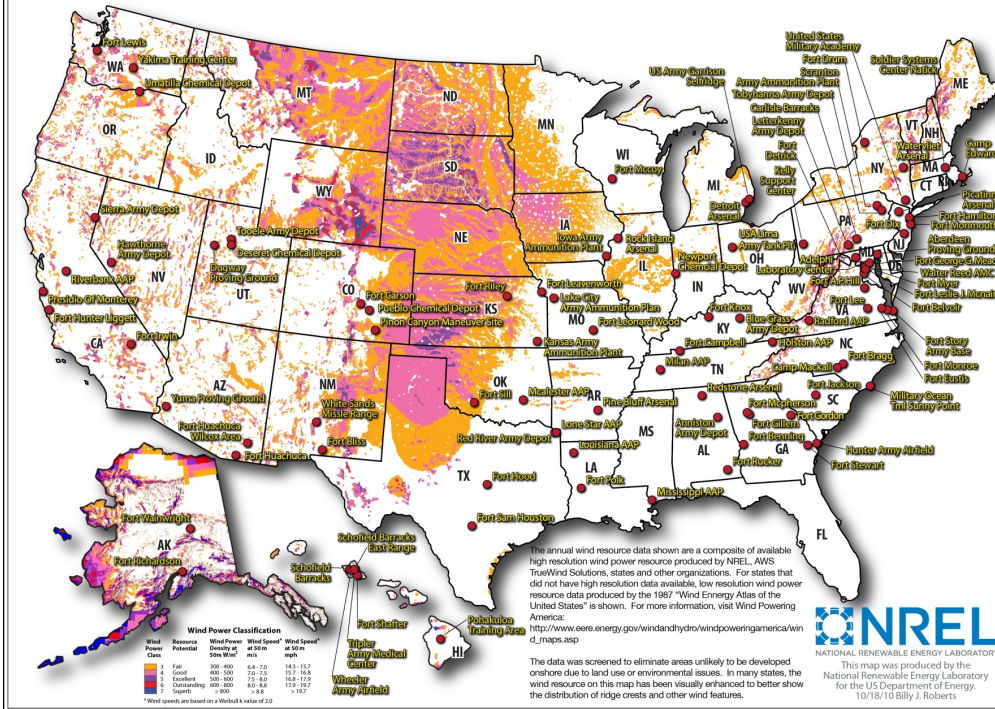 Fort Lewis
Yakima Training Center
WA
Umatilla Chemical Depot
OR
ID
MT
ND
SD
WY
NE
MN
WI
Fort Mccoy
IA
Iowa Army
Ammunition Plant
Rock Island
Arsenal
IL
Newport
Chemcial Depot
IN
MI
US Army Garrison
Selfridge
Detroit
Arsenal
United States
Military Academy
Fort Drum
Scranton
Army Ammunition Plant
Tobyhanna Army Depot
Carlisle Barracks
Letterkenny
Army Depot
Fort
Detrick
Kelly
Support
Center
Soldier Systems
Center Natick
ME
VT
NH
Watervliet
Arsenal
NY
MA
CT
RI
Camp
Edward
Picatinn
Arsenal
Fort Hamilton
Fort Monmouth
Fort Dix
PA
NJ
MD
DE
Aberdeen
Proving Ground
Fort George G. Mead
Walter Reed AMC
Fort Myer
Fort Leslie J. Mcnair
Fort Belvoir
USA Lima
Army Tank Plt
OH
Adelphi
Laboratory Center
Fort A.P. Hill
WV
VA
Fort Lee
Radford AAP
Fort Story
Army Base
Fort Monroe
Fort Eustis
Sierra Army Depot
Hawthorne
Army Depot
NV
Riverbank AAP
Presidio Of Monterey
Fort Hunter Liggett
CA
Fort Irwin
Tooele Army Depot
Deseret Chemical Depot
Dugway
Proving Ground
UT
CO
Fort Carson
Pueblo Chemical Depot
Pinon Canyon Maneuver Site
Fort Riley
KS
Fort Leavenworth
Lake City
Army Ammunition Plan
MO
Fort Leonard Wood
Kansas Army
Ammunition Plant
Fort Knox
Blue Grass
Army Depot
KY
Fort Campbell
Holston AAP
Milan AAP
TN
NC
Fort Bragg
Camp Mackall
Fort Jackson
SC
Military Ocean
Tml Sunny Point
AZ
Yuma Proving Ground
Fort Huachuca
Wilcox Area
Fort Huachuca
NM
White Sands
Missle Range
Fort Bliss
OK
Fort Sill
Mcalester AAP
AR
Pine Bluff Arsenal
Red River Army Depot
Lone Star AAP
Louisiana AAP
LA
Fort Polk
MS
Mississippi AAP
Redstone Arsenal
Anniston
Army Depot
AL
Fort Mcpherson
Fort Gillem
Fort Gordon
Fort Benning
GA
Fort Rucker
Hunter Army Airfield
Fort Stewart
FL
TX
Fort Hood
Fort Sam Houston
Fort Wainwright
AK
Fort Richardson
Schofield Barracks
East Range
Schofield
Barracks
Fort Shafter
Tripler
Army Medical
Center
Wheeler
Army Airfield
Pohakuloa
Training Area
HI
Wind Power Classification
Wind Power Class Resource Potential Wind Power Density at 50m W/m² Wind Speedª at 50 m m/s Wind Speedª at 50 m mph
3 Fair 300 - 400 6.4 - 7.0 14.3 - 15.7
4 Good 400 - 500 7.0 - 7.5 15.7 - 16.8
5 Excellent 500 - 600 7.5 - 8.0 16.8 - 17.9
6 Outstanding 600 - 800 8.0 - 8.8 17.9 - 19.7
7 Superb > 800 > 8.8 > 19.7
ª Wind speeds are based on a Weibull k value of 2.0
The annual wind resource data shown are a composite of available
high resolution wind power resource produced by NREL, AWS
TrueWind Solutions, states and other organizations. For states that
did not have high resolution data available, low resolution wind power
resource data produced by the 1987 "Wind Ennergy Atlas of the
United States" is shown. For more information, visit Wind Powering
America:
http://www.eere.energy.gov/windandhydro/windpoweringamerica/win
d_maps.asp
The data was screened to eliminate areas unlikely to be developed
onshore due to land use or environmental issues. In many states, the
wind resource on this map has been visually enhanced to better show
the distribution of ridge crests and other wind features.
NREL
NATIONAL RENEWABLE ENERGY LABORATORY
This map was produced by the
National Renewable Energy Laboratory
for the US Department of Energy.
10/18/10 Billy J. Roberts